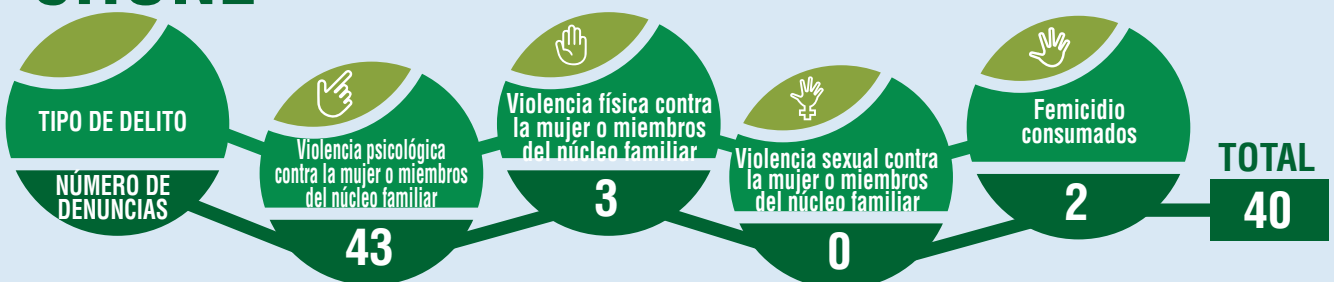 TIPO DE DELITO
NÚMERO DE
DENUNCIAS
Violencia psicológica
contra la mujer o miembros
del núcleo familiar
43
Violencia física contra
la mujer o miembros
del núcleo familiar
3
Violencia sexual contra
la mujer o miembros
del núcleo familiar
0
Femicidio
consumados
2
TOTAL
40